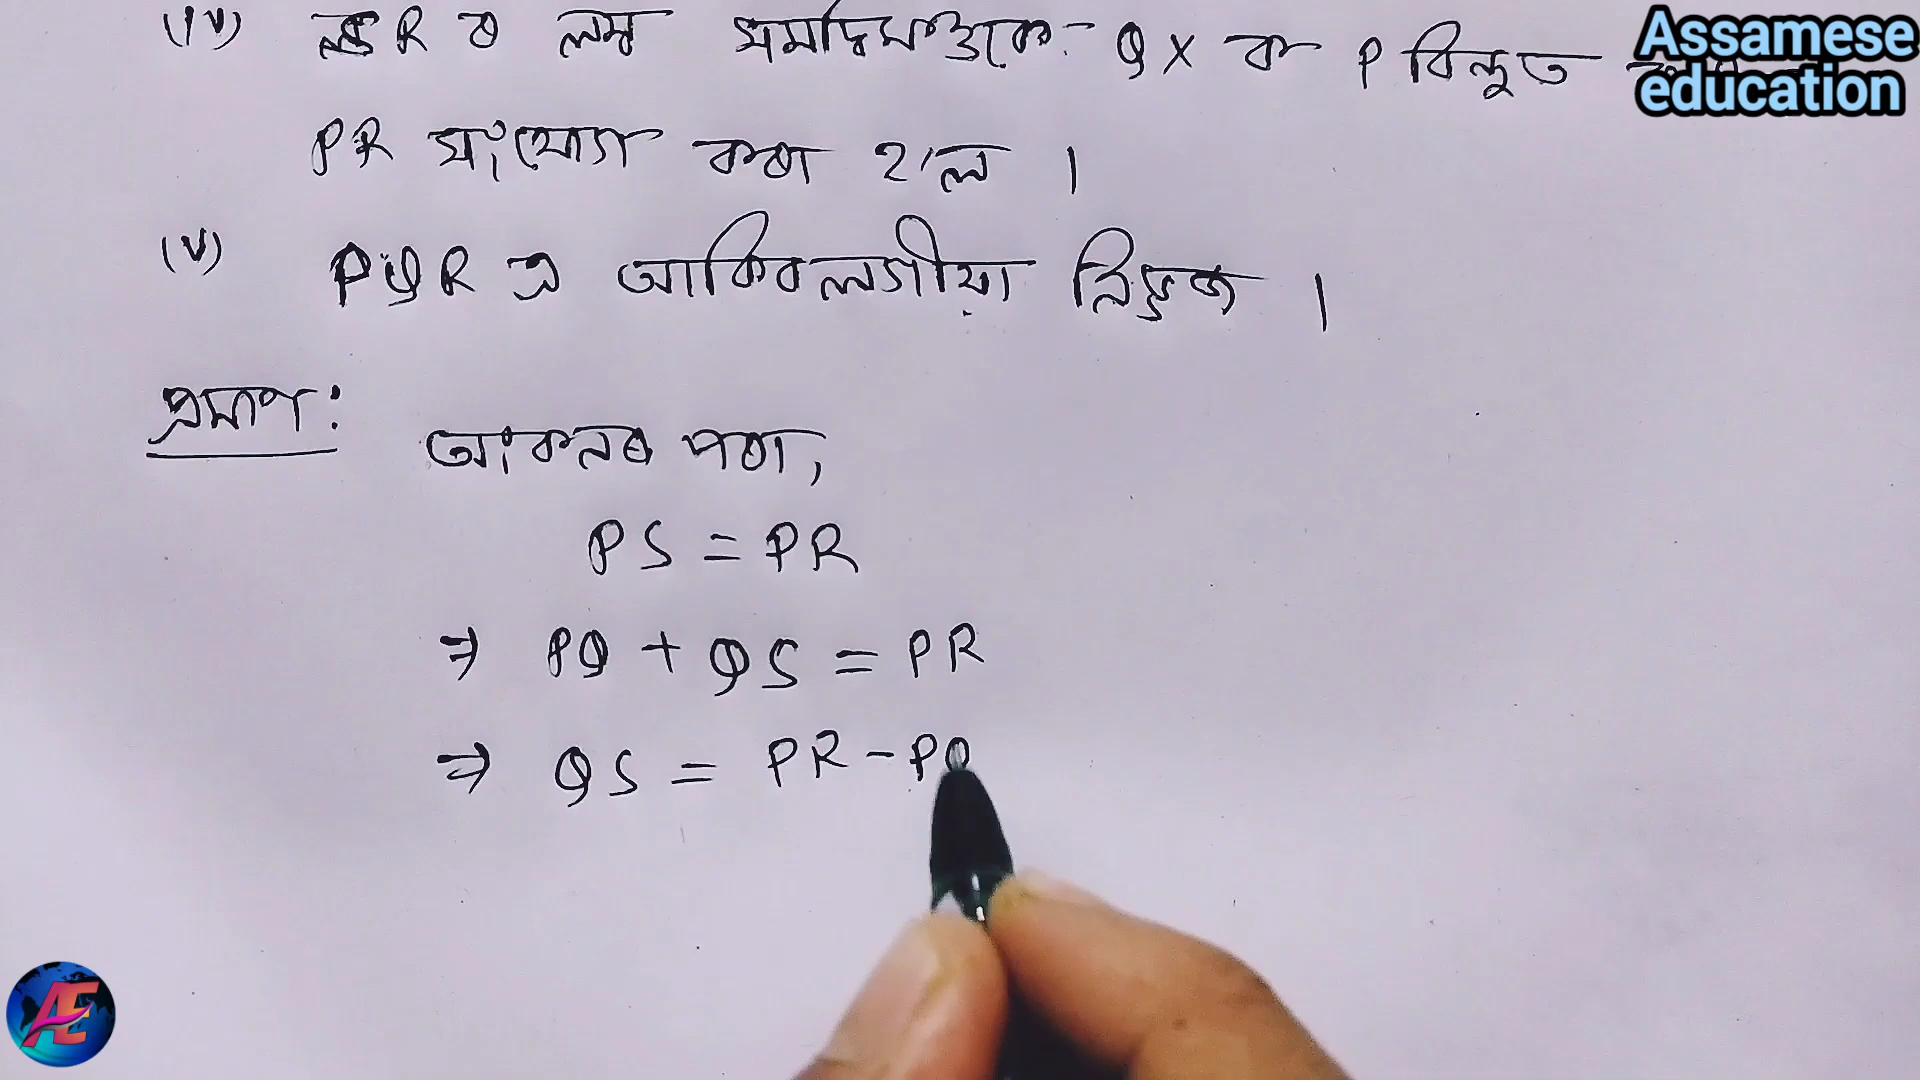 (iv) R ৰ লম্ব সমদ্বিখণ্ডকে QX ক P বিন্দুত
PR সংযোগ কৰা হ'ল ।
(v) PQR এ আকিবলগীয়া ত্ৰিভুজ ।
প্ৰমাণ:
আংকনৰ পৰা,
PS = PR
⇒ PQ + QS = PR
⇒ QS = PR - PQ
Assamese
education
AE